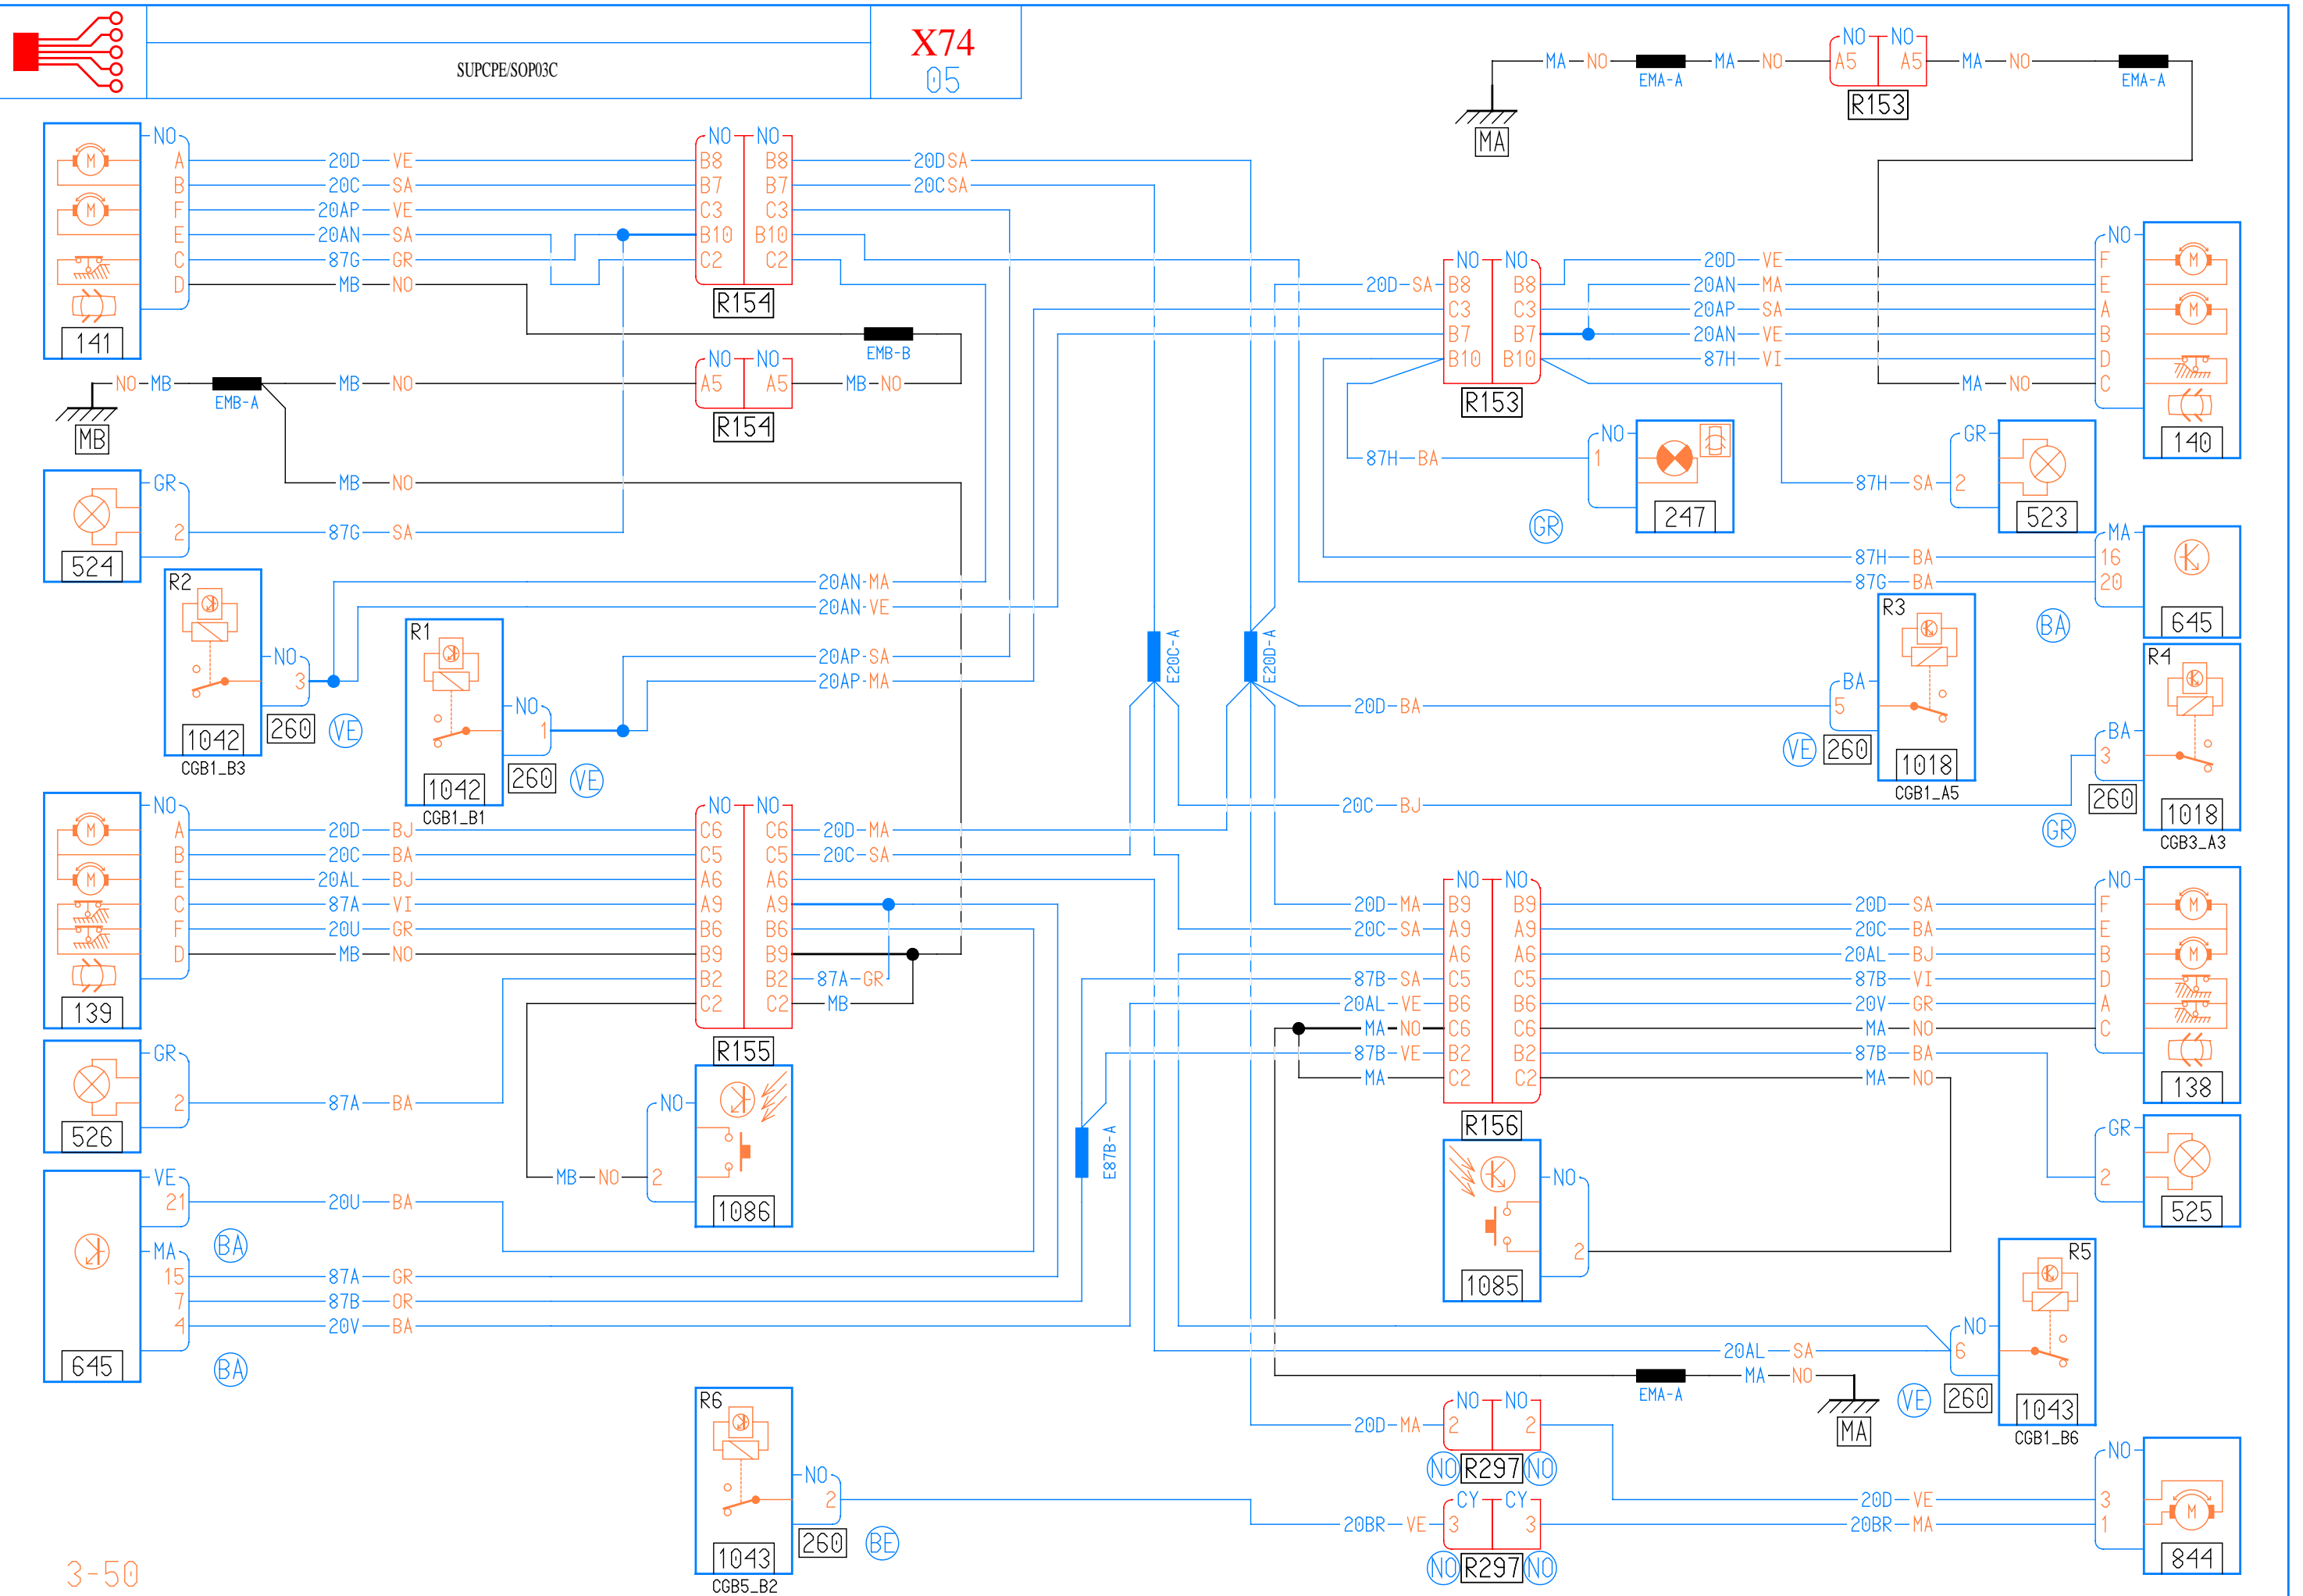 SUPCPE/SOP03C
X74
05
MA NO EMA-A MA NO A5 NO NO A5 MA NO EMA-A
R153
MA
NO
A 20D VE
B 20C SA
F 20AP VE
E 20AN SA
C 87G GR
D MB NO
141
NO NO
B8 B8 20D SA
B7 B7 20C SA
C3 C3
B10 B10
C2 C2
R154
EMB-B
NO MB EMB-A MB NO A5 NO NO A5 MB NO
R154
MB
MB NO
GR
2 87G SA
524
NO NO
20D SA B8 B8 20D VE
20AN MA
C3 C3 20AP SA
B7 B7 20AN VE
B10 B10 87H VI
R153
MA NO
NO
F
E
A
B
D
C
140
87H BA NO 1
247
GR
87H SA GR 2
523
MA
87H BA 16
87G BA 20
645
BA
R2
NO
3
1042
260
VE
CGB1_B3
20AN MA
20AN VE
R1
NO
1
1042
260
VE
CGB1_B1
20AP SA
20AP MA
E20C-A
E20D-A
20D BA
R3
BA
5
VE
260
1018
CGB1_A5
R4
BA
3
260
1018
GR
CGB3_A3
20C BJ
NO
A 20D BJ
B 20C BA
E 20AL BJ
C 87A VI
F 20U GR
D MB NO
139
NO NO
C6 C6 20D MA
C5 C5 20C SA
A6 A6
A9 A9
B6 B6
B9 B9
B2 B2 87A GR
C2 C2 MB
R155
NO NO
20D MA B9 B9 20D SA
20C SA A9 A9 20C BA
A6 A6 20AL BJ
87B SA C5 C5 87B VI
20AL VE B6 B6 20V GR
MA NO C6 C6 MA NO
87B VE B2 B2 87B BA
MA C2 C2 MA NO
R156
NO
F
E
B
D
A
C
138
GR
2 87A BA
526
NO
MB NO 2
1086
E87B-A
NO
2
1085
GR
2
525
VE
21 20U BA
BA
MA
15 87A GR
7 87B OR
4 20V BA
645
BA
R5
NO
20AL SA 6
VE
260
1043
CGB1_B6
EMA-A MA NO
MA
R6
NO
2
1043
260
BE
CGB5_B2
NO NO
20D MA 2 2
NO R297 NO
CY CY
20BR VE 3 3
NO R297 NO
NO
20D VE 3
20BR MA 1
844
3-50